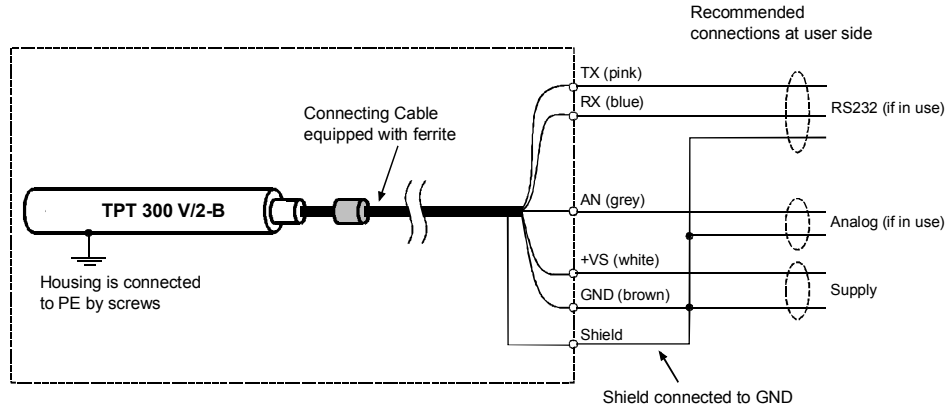 Recommended
connections at user side
TX (pink)
RX (blue)
RS232 (if in use)
Connecting Cable
equipped with ferrite
TPT 300 V/2-B
AN (grey)
Analog (if in use)
+VS (white)
Housing is connected
to PE by screws
GND (brown)
Supply
Shield
Shield connected to GND